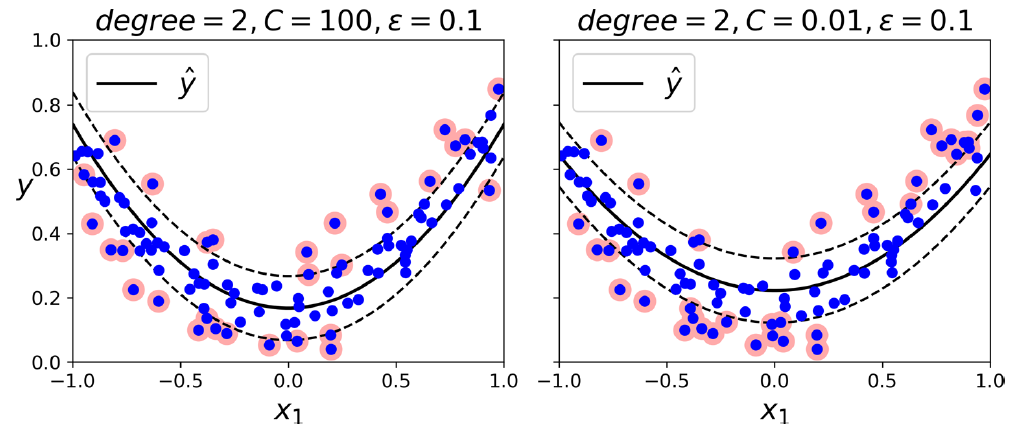 degree = 2, C = 100, ε = 0.1
1.0
0.8
0.6
0.4
0.2
0.0
y
ŷ
−1.0 −0.5 0.0 0.5 1.0
x₁
degree = 2, C = 0.01, ε = 0.1
ŷ
−1.0 −0.5 0.0 0.5 1.0
x₁